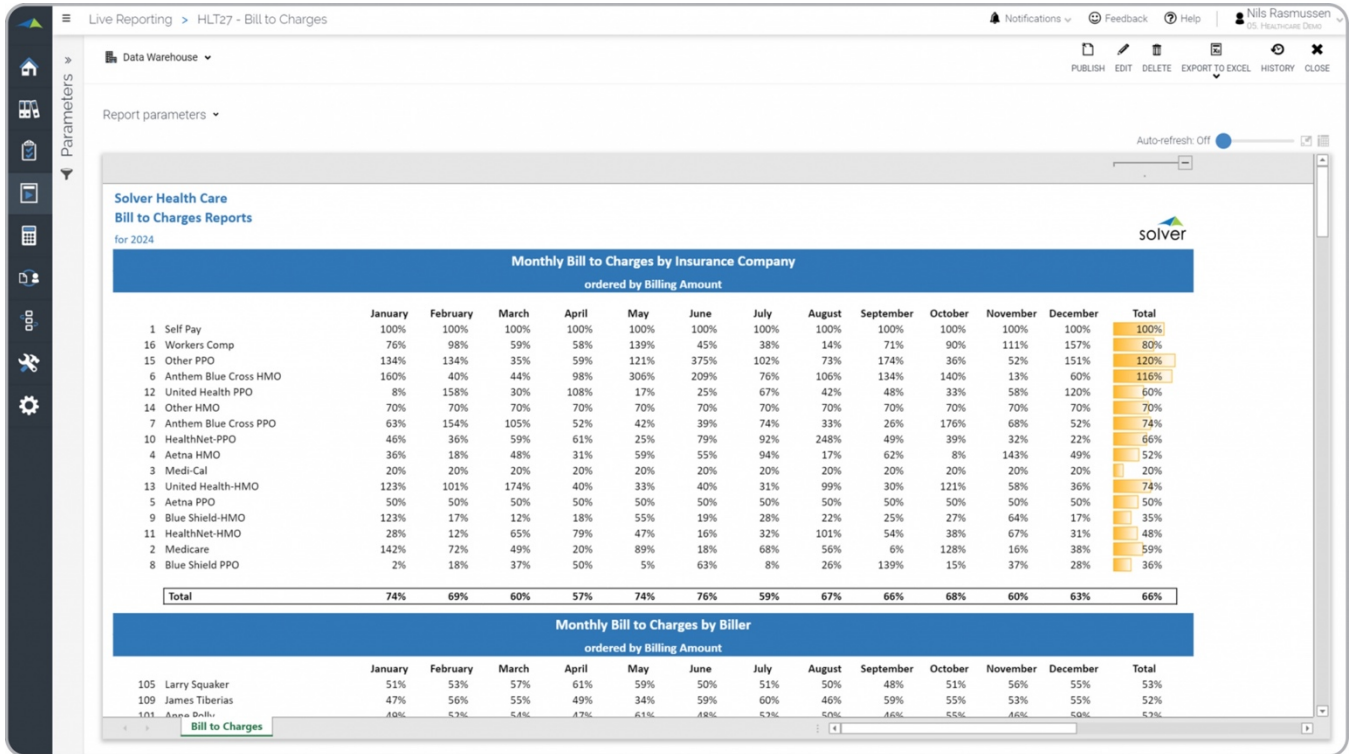 Live Reporting > HLT27 - Bill to Charges
Notifications
Feedback
Help
Nils Rasmussen
05. Healthcare Demo
Data Warehouse
PUBLISH EDIT DELETE EXPORT TO EXCEL HISTORY CLOSE
Parameters
Report parameters
Auto-refresh: Off
Solver Health Care
Bill to Charges Reports
for 2024
solver
Monthly Bill to Charges by Insurance Company
ordered by Billing Amount
January February March April May June July August September October November December Total
1 Self Pay 100% 100% 100% 100% 100% 100% 100% 100% 100% 100% 100% 100% 100%
16 Workers Comp 76% 98% 59% 58% 139% 45% 38% 14% 71% 90% 111% 157% 80%
15 Other PPO 134% 134% 35% 59% 121% 375% 102% 73% 174% 36% 52% 151% 120%
6 Anthem Blue Cross HMO 160% 40% 44% 98% 306% 209% 76% 106% 134% 140% 13% 60% 116%
12 United Health PPO 8% 158% 30% 108% 17% 25% 67% 42% 48% 33% 58% 120% 60%
14 Other HMO 70% 70% 70% 70% 70% 70% 70% 70% 70% 70% 70% 70% 70%
7 Anthem Blue Cross PPO 63% 154% 105% 52% 42% 39% 74% 33% 26% 176% 68% 52% 74%
10 HealthNet-PPO 46% 36% 59% 61% 25% 79% 92% 248% 49% 39% 32% 22% 66%
4 Aetna HMO 36% 18% 48% 31% 59% 55% 94% 17% 62% 8% 143% 49% 52%
3 Medi-Cal 20% 20% 20% 20% 20% 20% 20% 20% 20% 20% 20% 20% 20%
13 United Health-HMO 123% 101% 174% 40% 33% 40% 31% 99% 30% 121% 58% 36% 74%
5 Aetna PPO 50% 50% 50% 50% 50% 50% 50% 50% 50% 50% 50% 50% 50%
9 Blue Shield-HMO 123% 17% 12% 18% 55% 19% 28% 22% 25% 27% 64% 17% 35%
11 HealthNet-HMO 28% 12% 65% 79% 47% 16% 32% 101% 54% 38% 67% 31% 48%
2 Medicare 142% 72% 49% 20% 89% 18% 68% 56% 6% 128% 16% 38% 59%
8 Blue Shield PPO 2% 18% 37% 50% 5% 63% 8% 26% 139% 15% 37% 28% 36%
Total 74% 69% 60% 57% 74% 76% 59% 67% 66% 68% 60% 63% 66%
Monthly Bill to Charges by Biller
ordered by Billing Amount
January February March April May June July August September October November December Total
105 Larry Squaker 51% 53% 57% 61% 59% 50% 51% 50% 48% 51% 56% 55% 53%
109 James Tiberias 47% 56% 55% 49% 34% 59% 60% 46% 59% 55% 53% 55% 52%
101 Anne Polly 49% 52% 54% 47% 61% 48% 52% 50% 46% 55% 46% 59% 52%
Bill to Charges